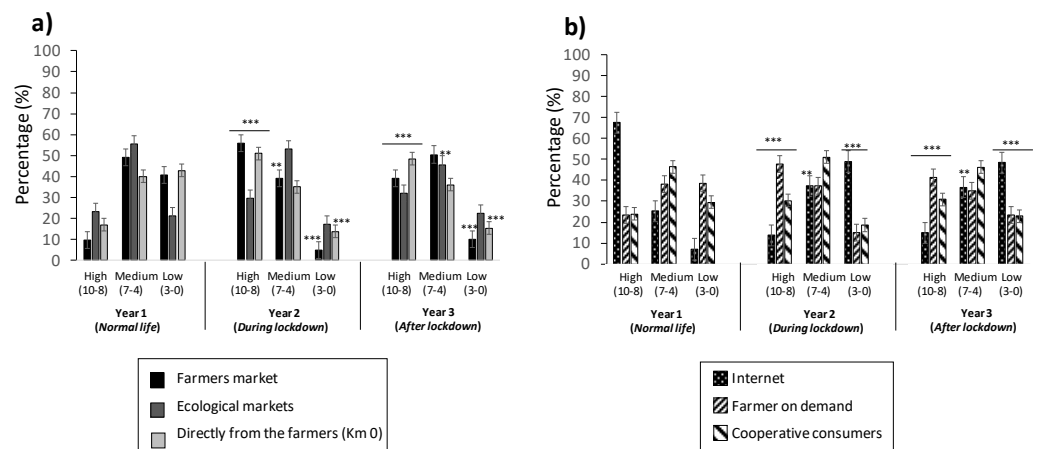 a)
Percentage (%)
100
90
80
70
60
50
40
30
20
10
0
***
**
***
***
***
**
***
***
High Medium Low High Medium Low High Medium Low
(10-8) (7-4) (3-0) (10-8) (7-4) (3-0) (10-8) (7-4) (3-0)
Year 1 Year 2 Year 3
(Normal life) (During lockdown) (After lockdown)
Farmers market
Ecological markets
Directly from the farmers (Km 0)
b)
Percentage (%)
100
90
80
70
60
50
40
30
20
10
0
***
**
***
***
**
***
High Medium Low High Medium Low High Medium Low
(10-8) (7-4) (3-0) (10-8) (7-4) (3-0) (10-8) (7-4) (3-0)
Year 1 Year 2 Year 3
(Normal life) (During lockdown) (After lockdown)
Internet
Farmer on demand
Cooperative consumers